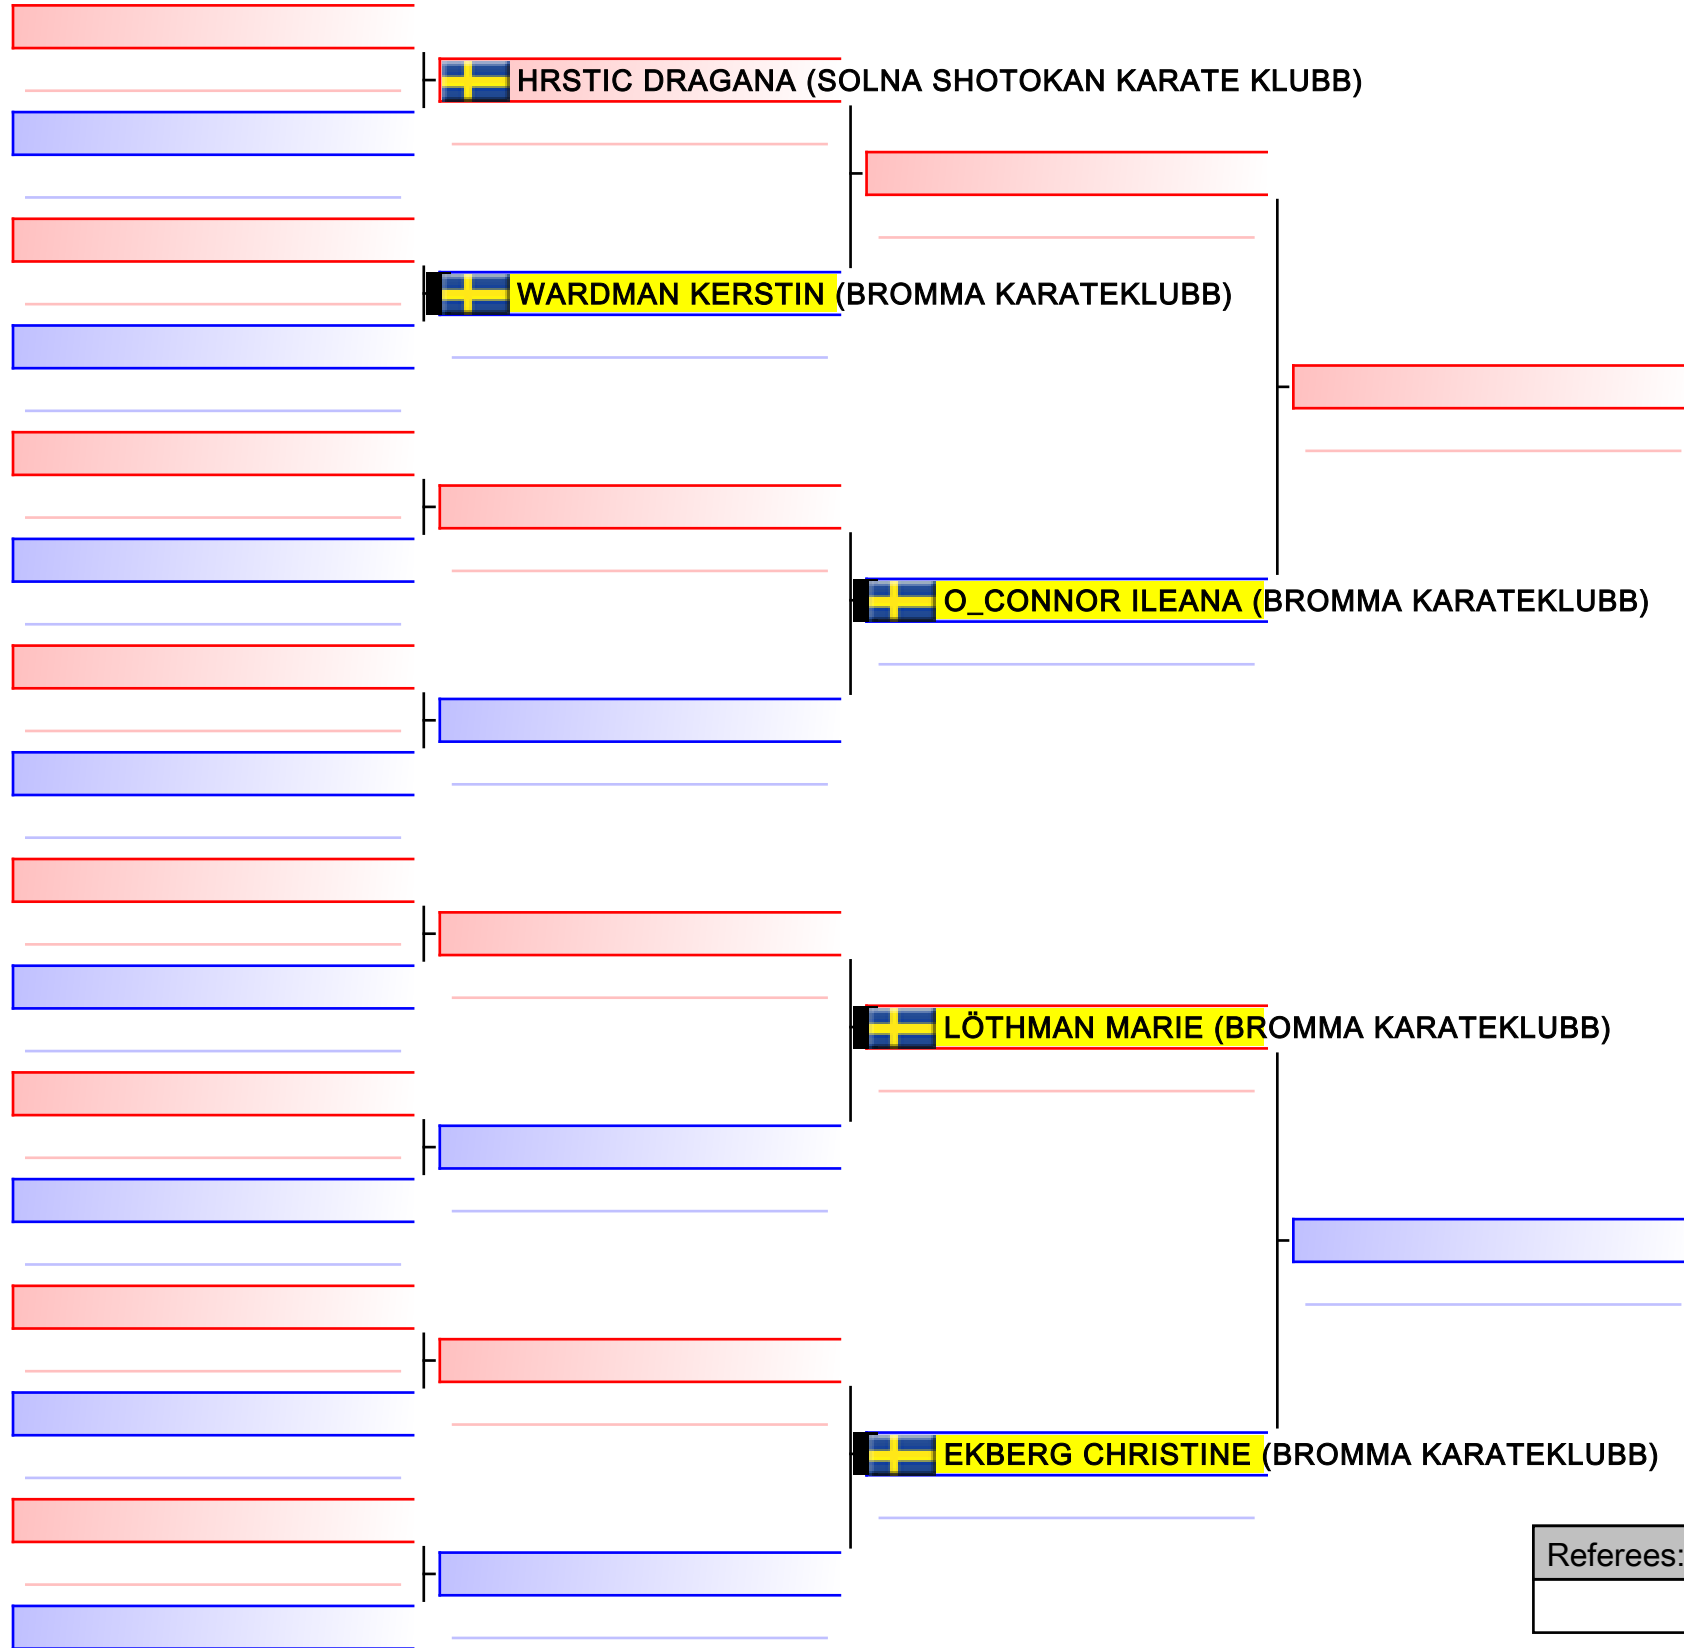 HRSTIC DRAGANA (SOLNA SHOTOKAN KARATE KLUBB)
WARDMAN KERSTIN (BROMMA KARATEKLUBB)
O_CONNOR ILEANA (BROMMA KARATEKLUBB)
LÖTHMAN MARIE (BROMMA KARATEKLUBB)
EKBERG CHRISTINE (BROMMA KARATEKLUBB)
Referees: